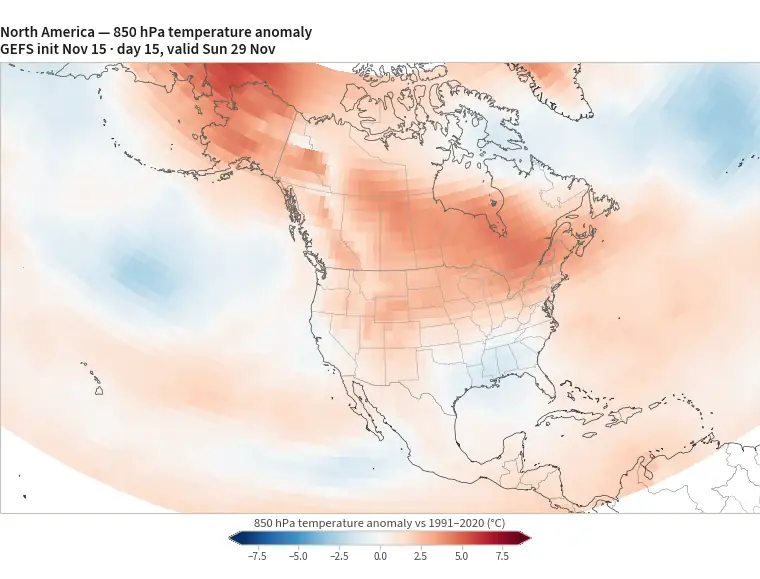 North America — 850 hPa temperature anomaly
GEFS init Nov 15 · day 15, valid Sun 29 Nov
850 hPa temperature anomaly vs 1991–2020 (°C)
−7.5 −5.0 −2.5 0.0 2.5 5.0 7.5